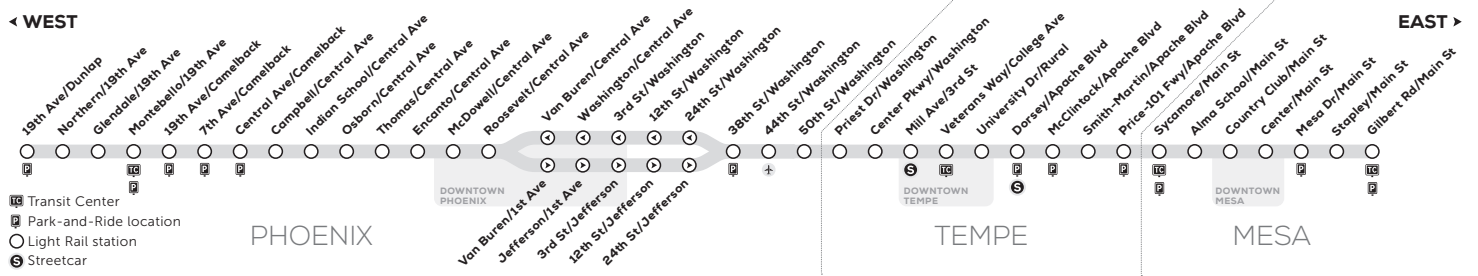 WEST
EAST
19th Ave/Dunlap
Northern/19th Ave
Glendale/19th Ave
Montebello/19th Ave
19th Ave/Camelback
7th Ave/Camelback
Central Ave/Camelback
Campbell/Central Ave
Indian School/Central Ave
Osborn/Central Ave
Thomas/Central Ave
Encanto/Central Ave
McDowell/Central Ave
Roosevelt/Central Ave
Van Buren/Central Ave
Washington/Central Ave
3rd St/Washington
12th St/Washington
24th St/Washington
38th St/Washington
44th St/Washington
50th St/Washington
Priest Dr/Washington
Center Pkwy/Washington
Mill Ave/3rd St
Veterans Way/College Ave
University Dr/Rural
Dorsey/Apache Blvd
McClintock/Apache Blvd
Smith-Martin/Apache Blvd
Price-101 Fwy/Apache Blvd
Sycamore/Main St
Alma School/Main St
Country Club/Main St
Center/Main St
Mesa Dr/Main St
Stapley/Main St
Gilbert Rd/Main St
P
TC
P
P
P
P
P
S
TC
P
S
P
P
TC
P
P
TC
P
DOWNTOWN
PHOENIX
DOWNTOWN
TEMPE
DOWNTOWN
MESA
Van Buren/1st Ave
Jefferson/1st Ave
3rd St/Jefferson
12th St/Jefferson
24th St/Jefferson
TC Transit Center
P Park-and-Ride location
Light Rail station
S Streetcar
PHOENIX
TEMPE
MESA